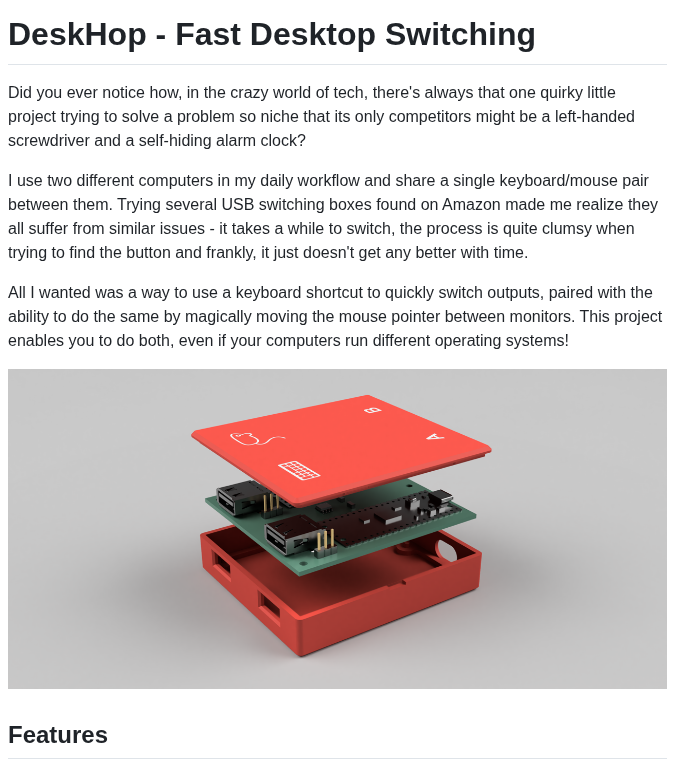 DeskHop - Fast Desktop Switching
Did you ever notice how, in the crazy world of tech, there's always that one quirky little
project trying to solve a problem so niche that its only competitors might be a left-handed
screwdriver and a self-hiding alarm clock?
I use two different computers in my daily workflow and share a single keyboard/mouse pair
between them. Trying several USB switching boxes found on Amazon made me realize they
all suffer from similar issues - it takes a while to switch, the process is quite clumsy when
trying to find the button and frankly, it just doesn't get any better with time.
All I wanted was a way to use a keyboard shortcut to quickly switch outputs, paired with the
ability to do the same by magically moving the mouse pointer between monitors. This project
enables you to do both, even if your computers run different operating systems!
B
A
Features